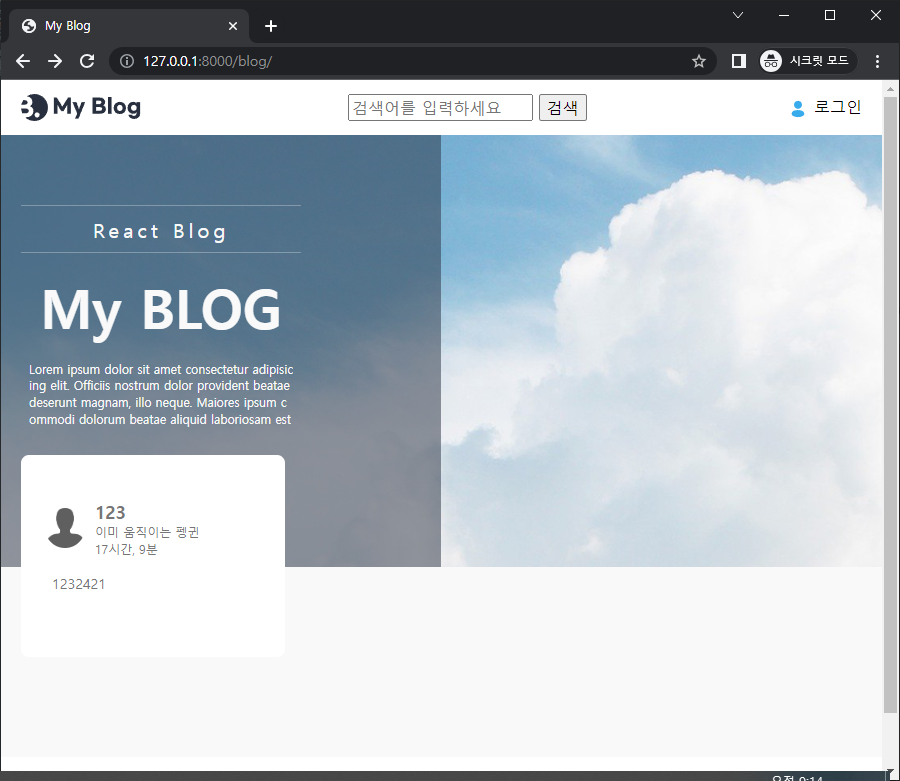 My Blog
127.0.0.1:8000/blog/
시크릿 모드
My Blog
검색어를 입력하세요
검색
로그인
React Blog
My BLOG
Lorem ipsum dolor sit amet consectetur adipisic
ing elit. Officiis nostrum dolor provident beatae
deserunt magnam, illo neque. Maiores ipsum c
ommodi dolorum beatae aliquid laboriosam est
123
이미 움직이는 펭귄
17시간, 9분
1232421